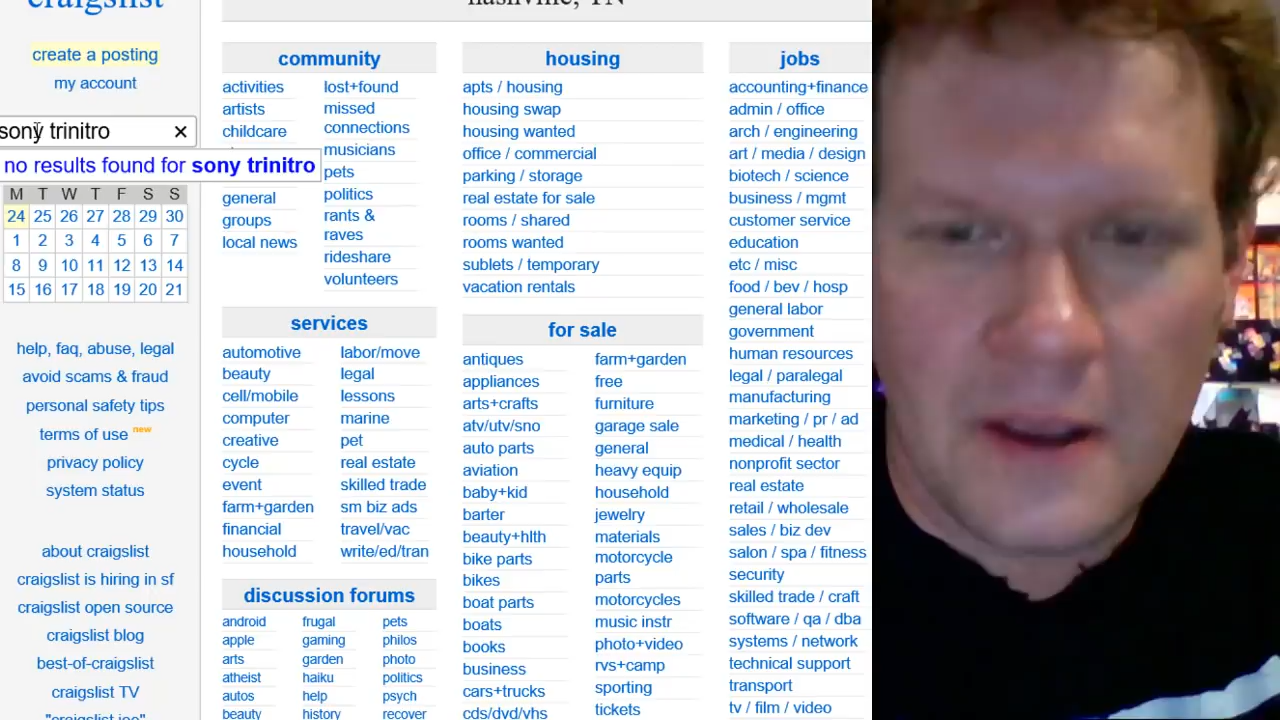 craigslist
create a posting
my account
sony trinitro
no results found for sony trinitro
M T W T F S S
24 25 26 27 28 29 30
1 2 3 4 5 6 7
8 9 10 11 12 13 14
15 16 17 18 19 20 21
help, faq, abuse, legal
avoid scams & fraud
personal safety tips
terms of use new
privacy policy
system status
about craigslist
craigslist is hiring in sf
craigslist open source
craigslist blog
best-of-craigslist
craigslist TV
"craigslist joe"
nashville, TN
community
activities
artists
childcare
general
groups
local news
lost+found
missed
connections
musicians
pets
politics
rants &
raves
rideshare
volunteers
services
automotive
beauty
cell/mobile
computer
creative
cycle
event
farm+garden
financial
household
labor/move
legal
lessons
marine
pet
real estate
skilled trade
sm biz ads
travel/vac
write/ed/tran
discussion forums
android
apple
arts
atheist
autos
beauty
frugal
gaming
garden
haiku
help
history
pets
philos
photo
politics
psych
recover
housing
apts / housing
housing swap
housing wanted
office / commercial
parking / storage
real estate for sale
rooms / shared
rooms wanted
sublets / temporary
vacation rentals
for sale
antiques
appliances
arts+crafts
atv/utv/sno
auto parts
aviation
baby+kid
barter
beauty+hlth
bike parts
bikes
boat parts
boats
books
business
cars+trucks
cds/dvd/vhs
farm+garden
free
furniture
garage sale
general
heavy equip
household
jewelry
materials
motorcycle
parts
motorcycles
music instr
photo+video
rvs+camp
sporting
tickets
jobs
accounting+finance
admin / office
arch / engineering
art / media / design
biotech / science
business / mgmt
customer service
education
etc / misc
food / bev / hosp
general labor
government
human resources
legal / paralegal
manufacturing
marketing / pr / ad
medical / health
nonprofit sector
real estate
retail / wholesale
sales / biz dev
salon / spa / fitness
security
skilled trade / craft
software / qa / dba
systems / network
technical support
transport
tv / film / video